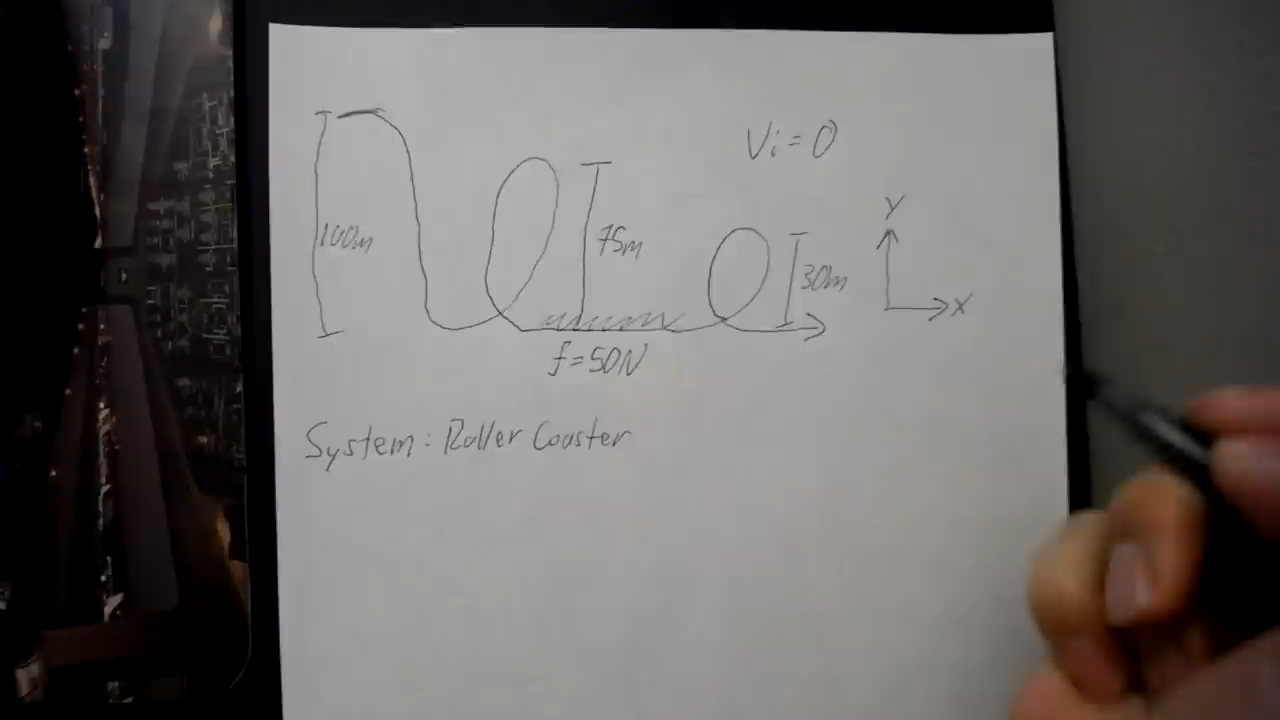 Vi=0
100m
75m
30m
Y
X
f=50N
System: Roller Coaster